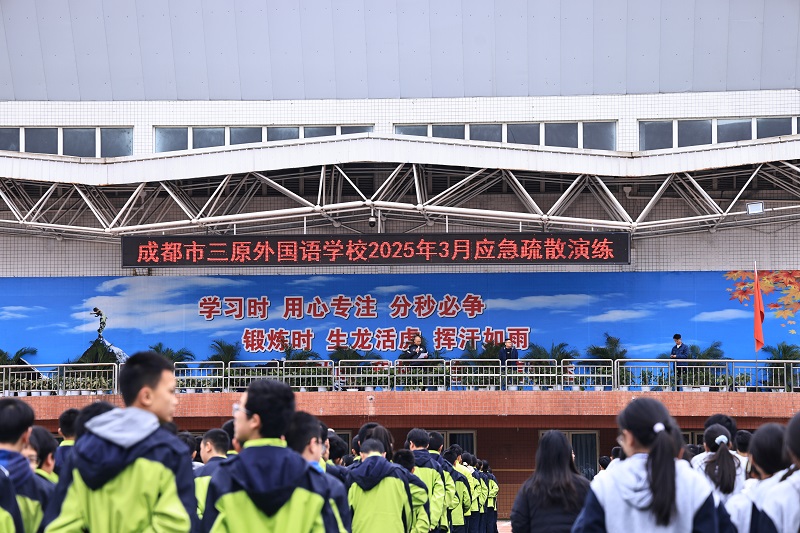 成都市三原外国语学校2025年3月应急疏散演练
学习时 用心专注 分秒必争
锻炼时 生龙活虎 挥汗如雨